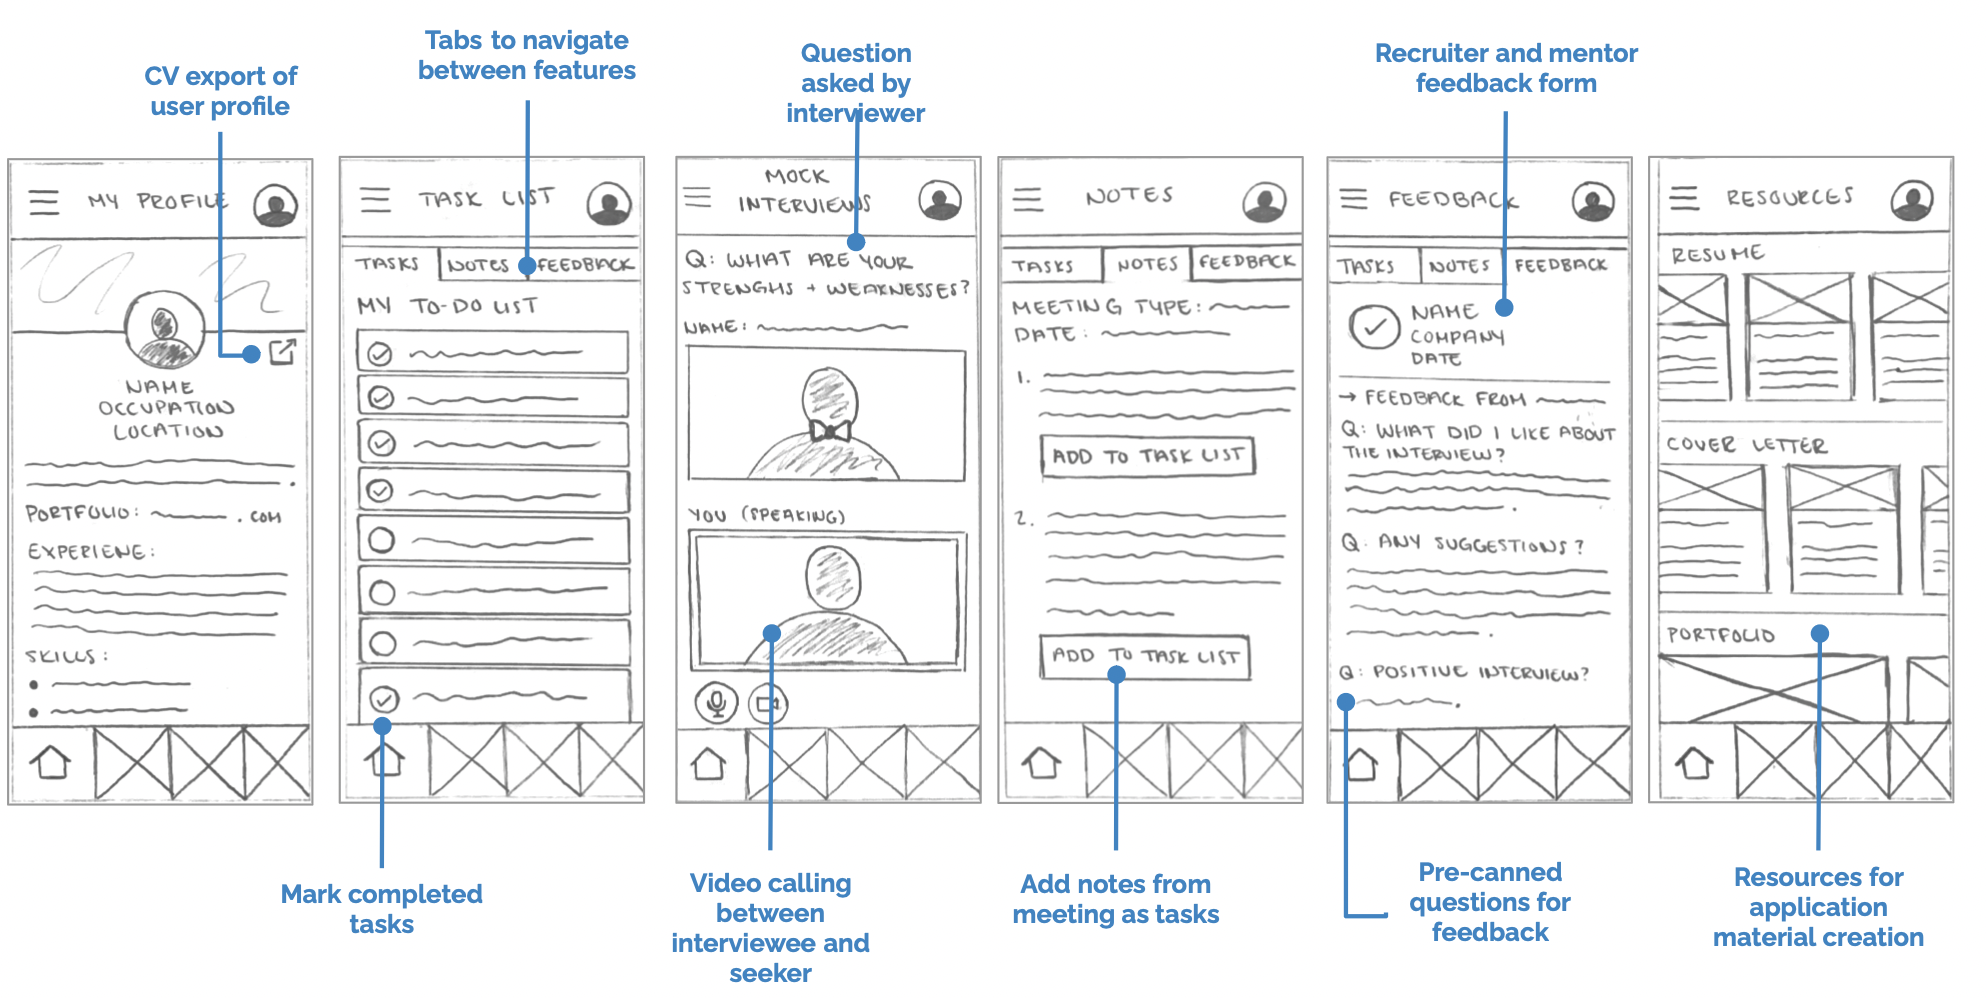 CV export of
user profile
Tabs to navigate
between features
Question
asked by
interviewer
Recruiter and mentor
feedback form
MY PROFILE
NAME
OCCUPATION
LOCATION
PORTFOLIO: . COM
EXPERIENE:
SKILLS:
TASK LIST
TASKS NOTES FEEDBACK
MY TO-DO LIST
MOCK
INTERVIEWS
Q: WHAT ARE YOUR
STRENGHS + WEAKNESSES?
NAME:
YOU (SPEAKING)
NOTES
TASKS NOTES FEEDBACK
MEETING TYPE:
DATE:
1.
ADD TO TASK LIST
2.
ADD TO TASK LIST
FEEDBACK
TASKS NOTES FEEDBACK
NAME
COMPANY
DATE
→ FEEDBACK FROM
Q: WHAT DID I LIKE ABOUT
THE INTERVIEW?
Q. ANY SUGGESTIONS?
Q: POSITIVE INTERVIEW?
RESOURCES
RESUME
COVER LETTER
PORTFOLIO
Mark completed
tasks
Video calling
between
interviewee and
seeker
Add notes from
meeting as tasks
Pre-canned
questions for
feedback
Resources for
application
material creation